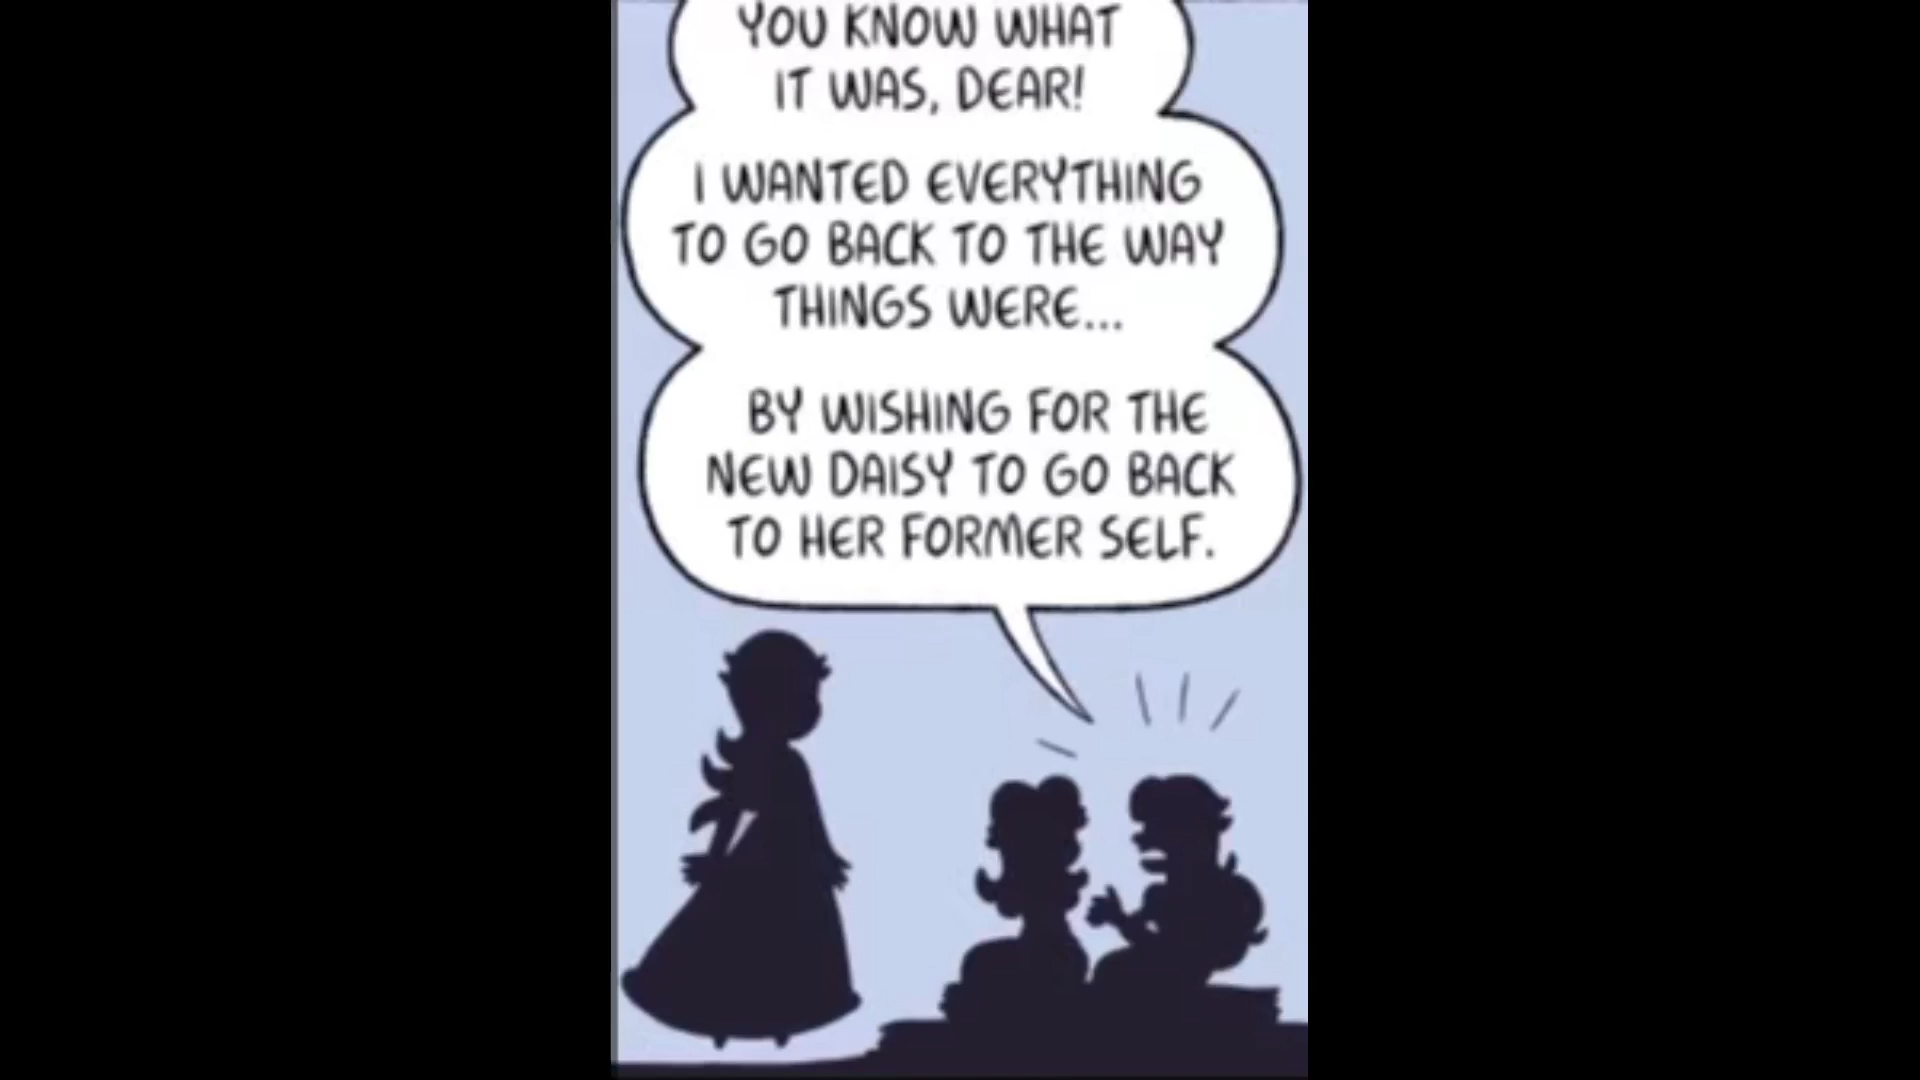 YOU KNOW WHAT
IT WAS, DEAR!
I WANTED EVERYTHING
TO GO BACK TO THE WAY
THINGS WERE...
BY WISHING FOR THE
NEW DAISY TO GO BACK
TO HER FORMER SELF.